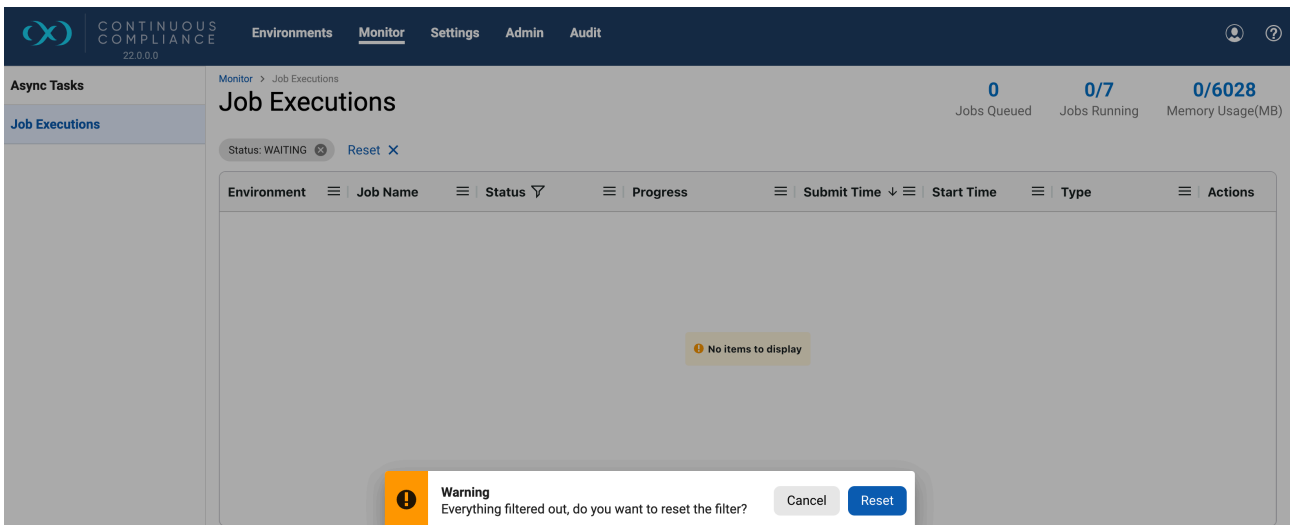 CONTINUOUS
COMPLIANCE
22.0.0.0
Environments Monitor Settings Admin Audit
Async Tasks
Job Executions
Monitor > Job Executions
Job Executions
0 0/7 0/6028
Jobs Queued Jobs Running Memory Usage(MB)
Status: WAITING Reset
Environment Job Name Status Progress Submit Time Start Time Type Actions
No items to display
Warning
Everything filtered out, do you want to reset the filter?
Cancel Reset